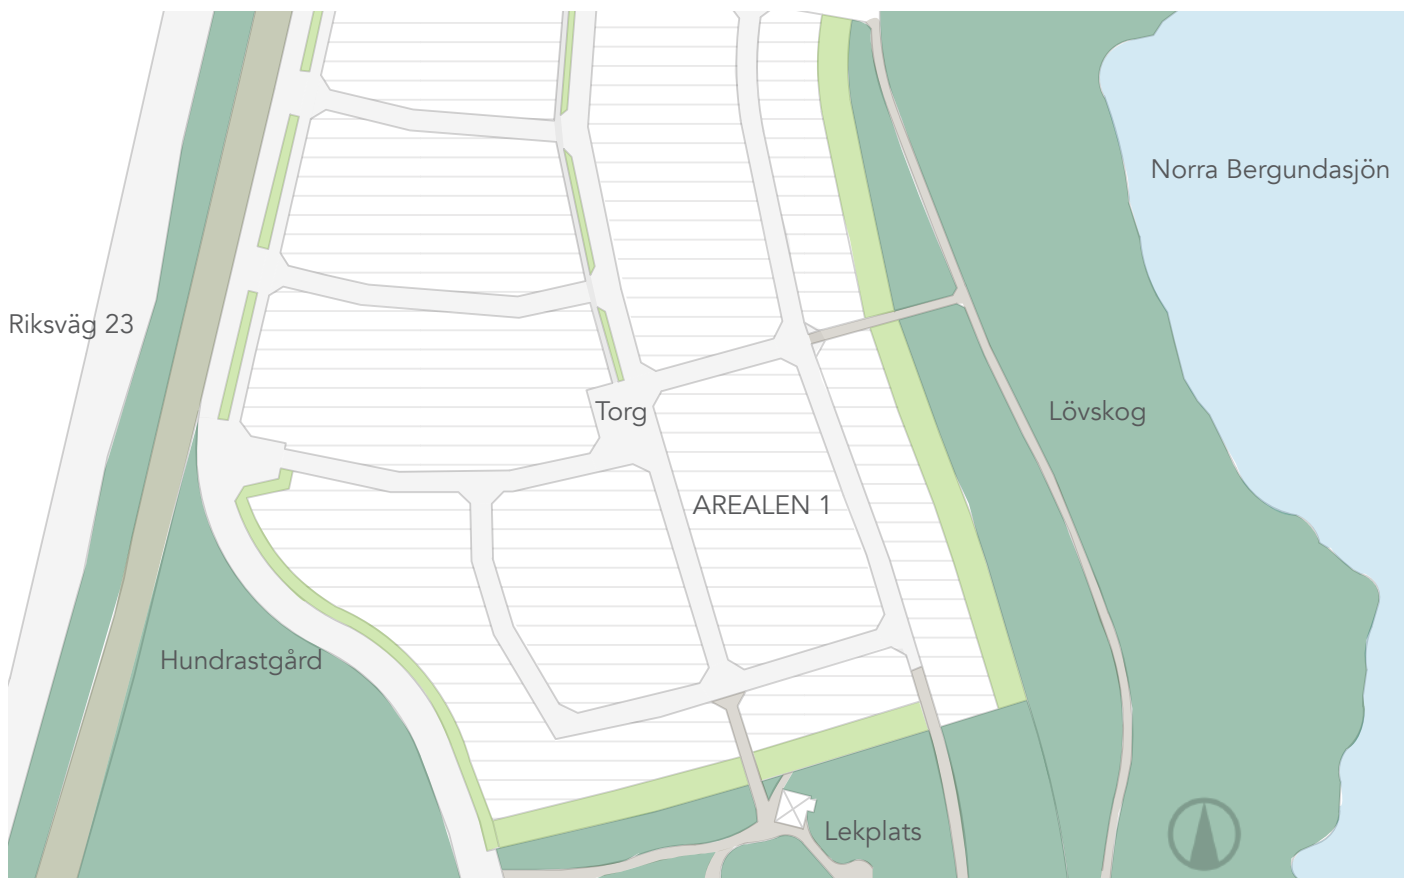 Norra Bergundasjön
Riksväg 23
Torg
Lövskog
AREALEN 1
Hundrastgård
Lekplats